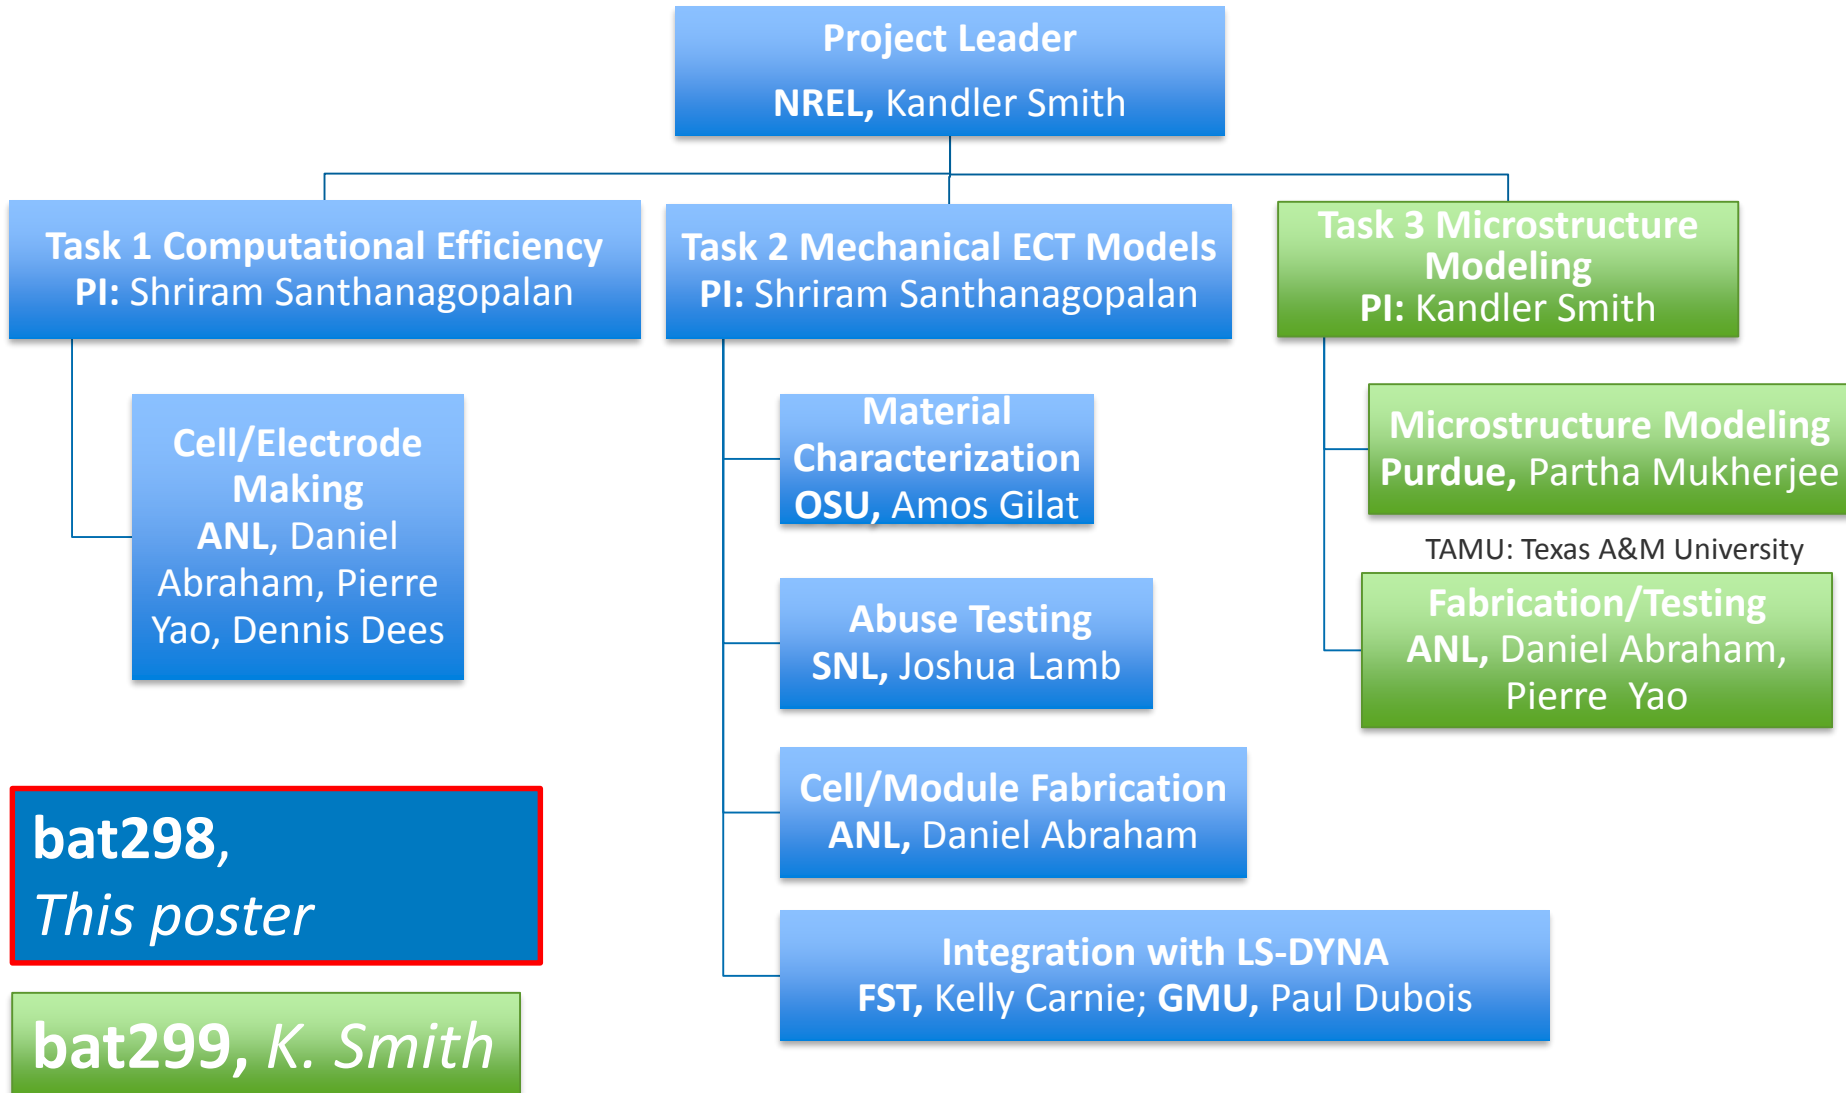 Project Leader
NREL, Kandler Smith
Task 1 Computational Efficiency
PI: Shriram Santhanagopalan
Task 2 Mechanical ECT Models
PI: Shriram Santhanagopalan
Task 3 Microstructure
Modeling
PI: Kandler Smith
Cell/Electrode
Making
ANL, Daniel
Abraham, Pierre
Yao, Dennis Dees
Material
Characterization
OSU, Amos Gilat
Abuse Testing
SNL, Joshua Lamb
Cell/Module Fabrication
ANL, Daniel Abraham
Integration with LS-DYNA
FST, Kelly Carnie; GMU, Paul Dubois
Microstructure Modeling
Purdue, Partha Mukherjee
TAMU: Texas A&M University
Fabrication/Testing
ANL, Daniel Abraham,
Pierre Yao
bat298,
This poster
bat299, K. Smith